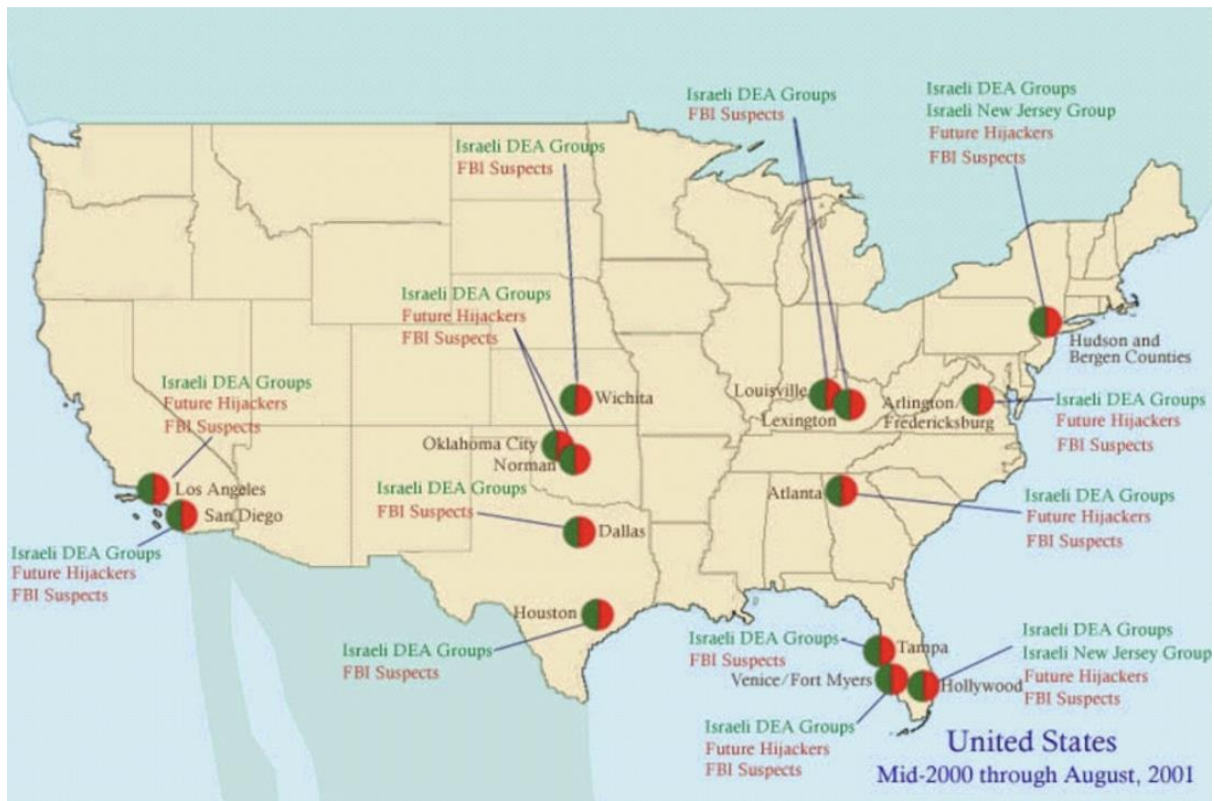 Israeli DEA Groups
FBI Suspects
Israeli DEA Groups
Israeli New Jersey Group
Future Hijackers
FBI Suspects
Israeli DEA Groups
FBI Suspects
Israeli DEA Groups
Future Hijackers
FBI Suspects
Hudson and
Bergen Counties
Israeli DEA Groups
Future Hijackers
FBI Suspects
Wichita
Louisville
Lexington
Arlington/
Fredericksburg
Israeli DEA Groups
Future Hijackers
FBI Suspects
Oklahoma City
Norman
Los Angeles
San Diego
Israeli DEA Groups
FBI Suspects
Dallas
Atlanta
Israeli DEA Groups
Future Hijackers
FBI Suspects
Israeli DEA Groups
Future Hijackers
FBI Suspects
Houston
Israeli DEA Groups
FBI Suspects
Israeli DEA Groups
FBI Suspects
Tampa
Venice/Fort Myers
Hollywood
Israeli DEA Groups
Israeli New Jersey Group
Future Hijackers
FBI Suspects
Israeli DEA Groups
Future Hijackers
FBI Suspects
United States
Mid-2000 through August, 2001